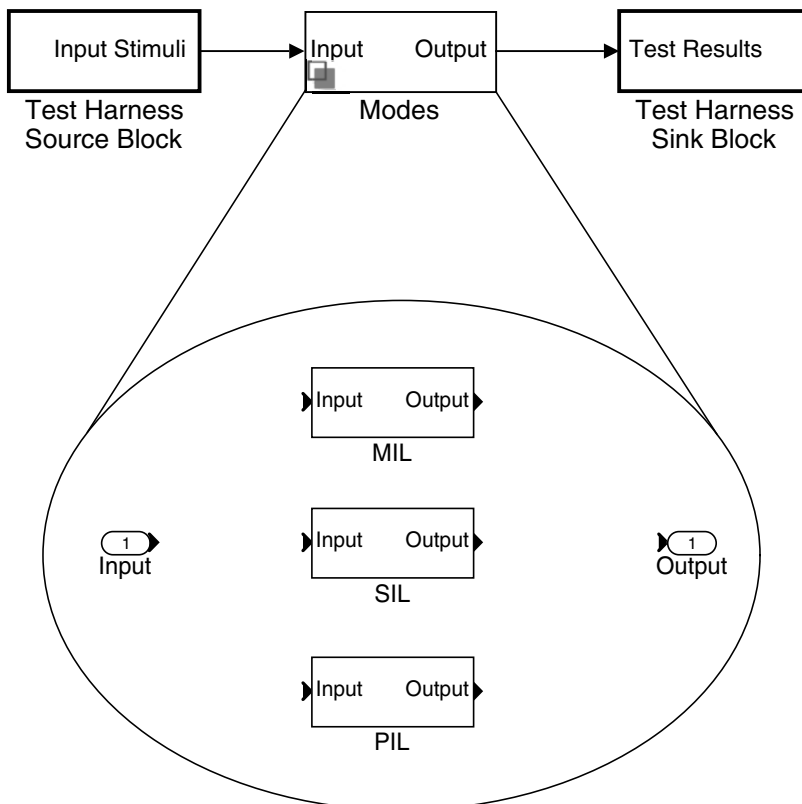 Input Stimuli
Input Output
Test Results
Test Harness
Source Block
Modes
Test Harness
Sink Block
Input Output
MIL
1
Input
Input Output
SIL
1
Output
Input Output
PIL